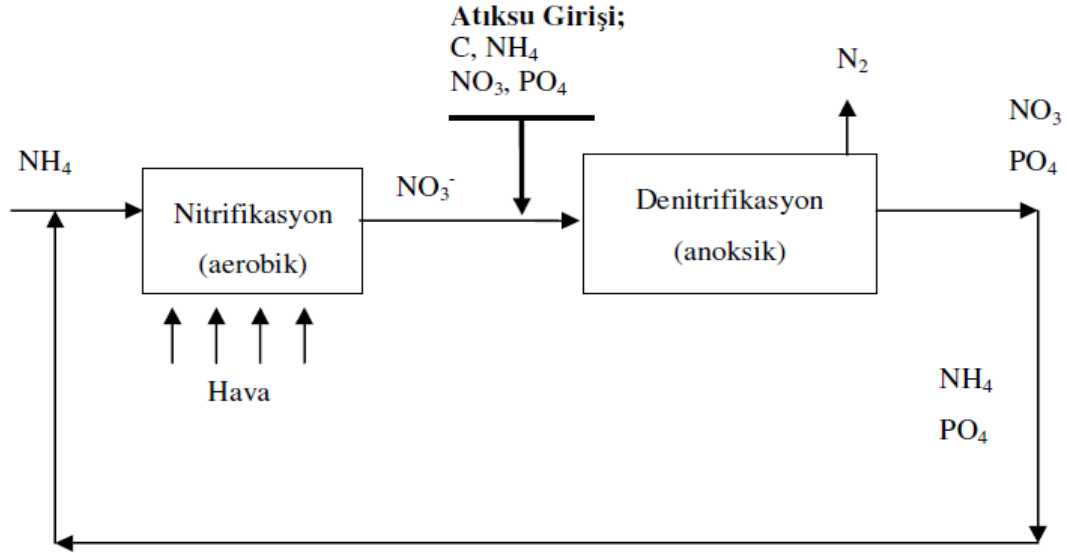 Atıksu Girişi;
C, NH₄
NO₃, PO₄
N₂
NO₃
PO₄
NH₄
Nitrifikasyon
(aerobik)
NO₃⁻
Denitrifikasyon
(anoksik)
Hava
NH₄
PO₄